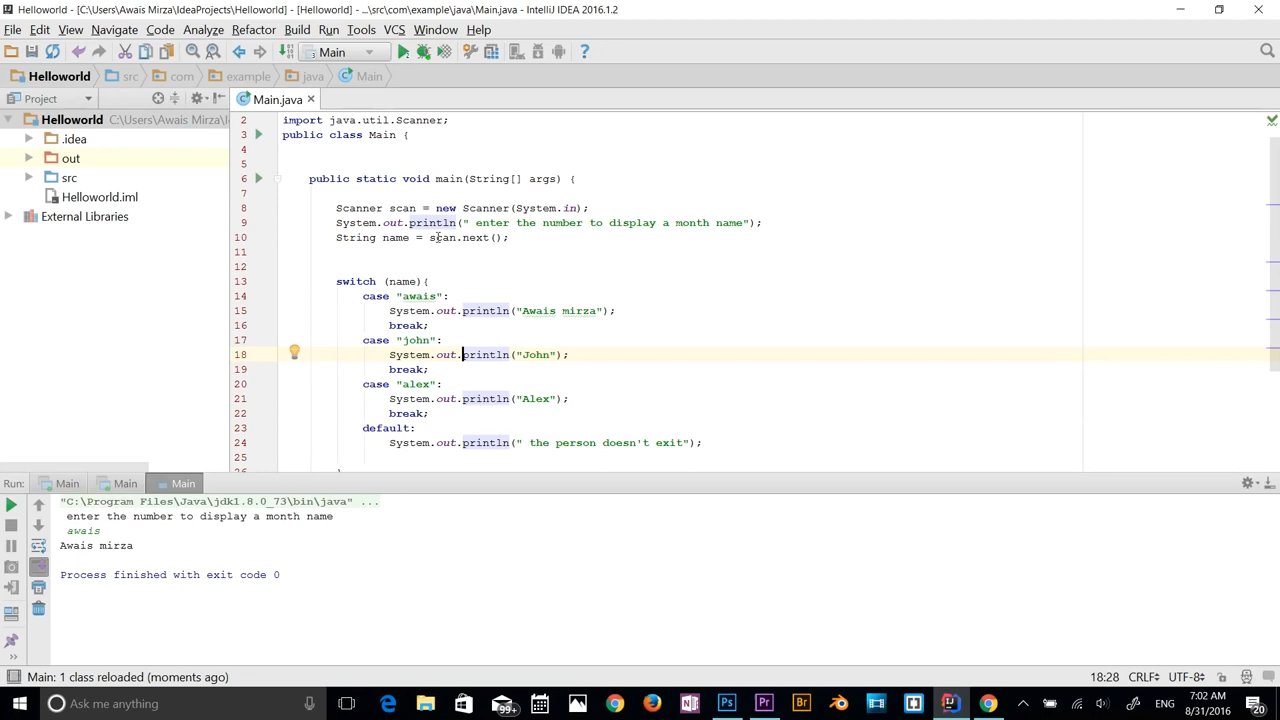 Helloworld - [C:\Users\Awais Mirza\IdeaProjects\Helloworld] - [Helloworld] - ...\src\com\example\java\Main.java - IntelliJ IDEA 2016.1.2
File Edit View Navigate Code Analyze Refactor Build Run Tools VCS Window Help
Main
Helloworld src com example java Main
Project Main.java
Helloworld C:\Users\Awais Mirza\
.idea
out
src
Helloworld.iml
External Libraries
2 import java.util.Scanner;
3 public class Main {
4
5
6 public static void main(String[] args) {
7
8 Scanner scan = new Scanner(System.in);
9 System.out.println(" enter the number to display a month name");
10 String name = scan.next();
11
12
13 switch (name){
14 case "awais":
15 System.out.println("Awais mirza");
16 break;
17 case "john":
18 System.out.println("John");
19 break;
20 case "alex":
21 System.out.println("Alex");
22 break;
23 default:
24 System.out.println(" the person doesn't exit");
25
Run: Main Main Main
"C:\Program Files\Java\jdk1.8.0_73\bin\java" ...
enter the number to display a month name
awais
Awais mirza
Process finished with exit code 0
Main: 1 class reloaded (moments ago) 18:28 CRLF UTF-8
Ask me anything 99+ 7:02 AM
8/31/2016 20